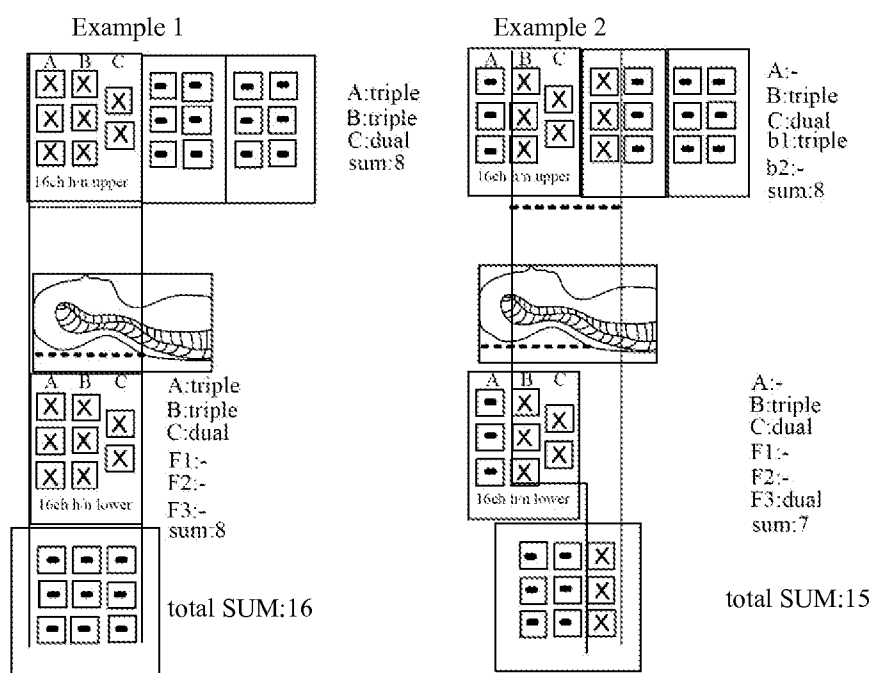 Example 1
A B C
16ch h/n upper
A:triple
B:triple
C:dual
sum:8
A B C
16ch h/n lower
A:triple
B:triple
C:dual
F1:-
F2:-
F3:-
sum:8
total SUM:16
Example 2
A B C
16ch h/n upper
A:-
B:triple
C:dual
b1:triple
b2:-
sum:8
A B C
16ch h/n lower
A:-
B:triple
C:dual
F1:-
F2:-
F3:dual
sum:7
total SUM:15